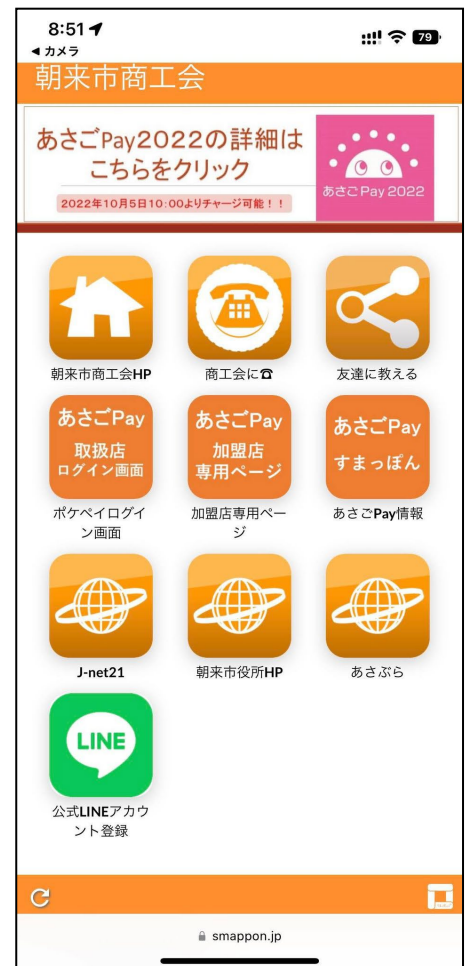 8:51
79
◀ カメラ
朝来市商工会
あさごPay2022の詳細は
こちらをクリック
2022年10月5日10:00よりチャージ可能！！
あさごPay 2022
朝来市商工会HP
商工会に☎
友達に教える
あさごPay
取扱店
ログイン画面
あさごPay
加盟店
専用ページ
あさごPay
すまっぽん
ポケペイログイ
ン画面
加盟店専用ペー
ジ
あさごPay情報
J-net21
朝来市役所HP
あさぶら
LINE
公式LINEアカウ
ント登録
smappon.jp